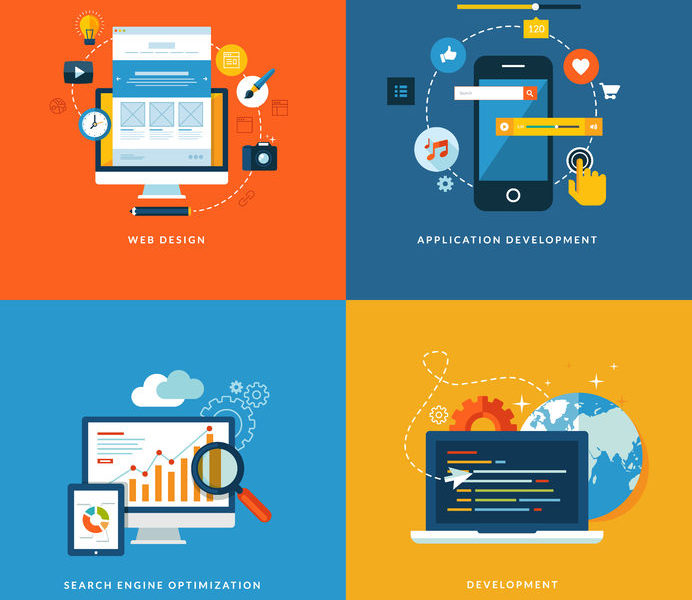 120
Search
WEB DESIGN
APPLICATION DEVELOPMENT
SEARCH ENGINE OPTIMIZATION
DEVELOPMENT